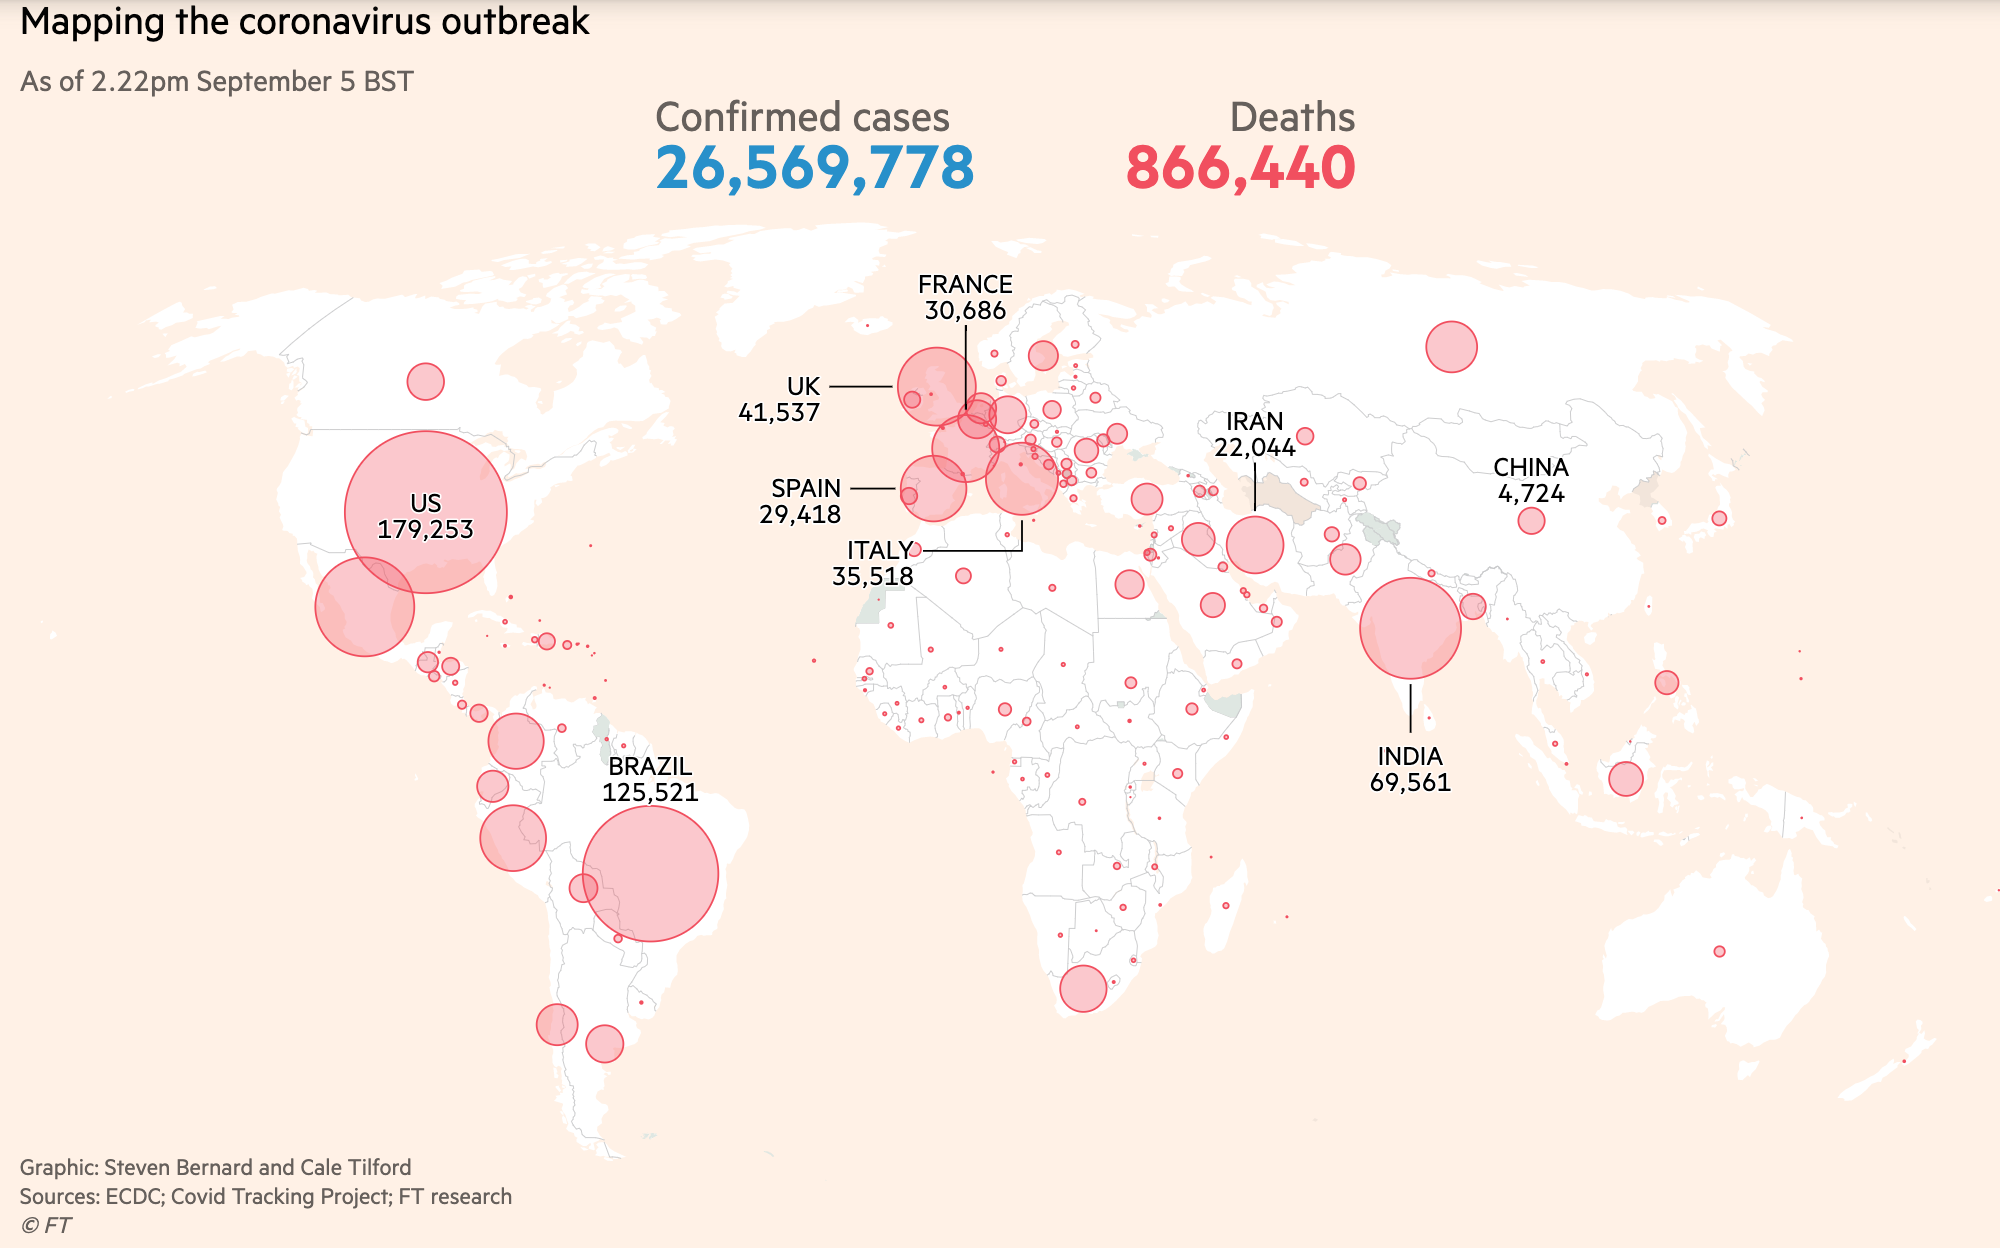 Mapping the coronavirus outbreak
As of 2.22pm September 5 BST
Confirmed cases
26,569,778
Deaths
866,440
FRANCE
30,686
UK
41,537
IRAN
22,044
CHINA
4,724
US
179,253
SPAIN
29,418
ITALY
35,518
BRAZIL
125,521
INDIA
69,561
Graphic: Steven Bernard and Cale Tilford
Sources: ECDC; Covid Tracking Project; FT research
© FT